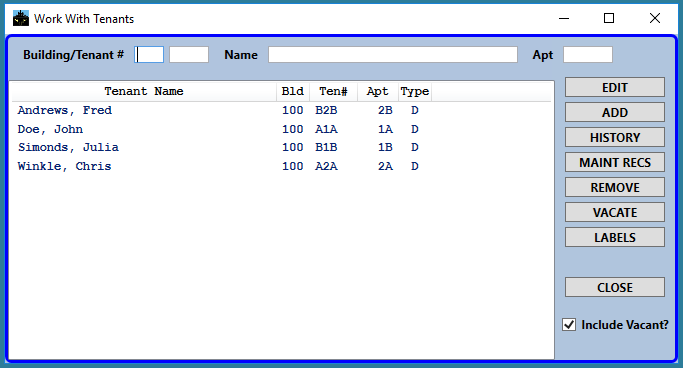 Work With Tenants
Building/Tenant # Name Apt
Tenant Name Bld Ten# Apt Type
Andrews, Fred 100 B2B 2B D
Doe, John 100 A1A 1A D
Simonds, Julia 100 B1B 1B D
Winkle, Chris 100 A2A 2A D
EDIT
ADD
HISTORY
MAINT RECS
REMOVE
VACATE
LABELS
CLOSE
Include Vacant?